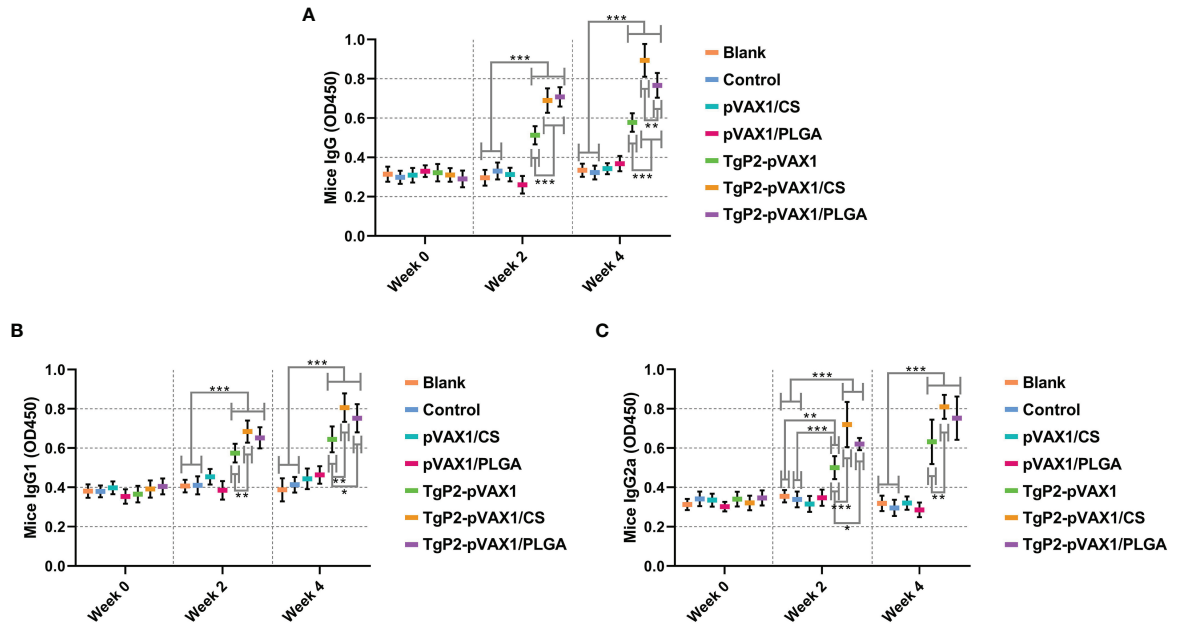 A
Mice IgG (OD450)
1.0
0.8
0.6
0.4
0.2
0.0
***
***
***
**
***
Week 0
Week 2
Week 4
Blank
Control
pVAX1/CS
pVAX1/PLGA
TgP2-pVAX1
TgP2-pVAX1/CS
TgP2-pVAX1/PLGA
B
Mice IgG1 (OD450)
1.0
0.8
0.6
0.4
0.2
0.0
***
**
***
**
*
Week 0
Week 2
Week 4
Blank
Control
pVAX1/CS
pVAX1/PLGA
TgP2-pVAX1
TgP2-pVAX1/CS
TgP2-pVAX1/PLGA
C
Mice IgG2a (OD450)
1.0
0.8
0.6
0.4
0.2
0.0
***
**
***
***
*
***
**
Week 0
Week 2
Week 4
Blank
Control
pVAX1/CS
pVAX1/PLGA
TgP2-pVAX1
TgP2-pVAX1/CS
TgP2-pVAX1/PLGA